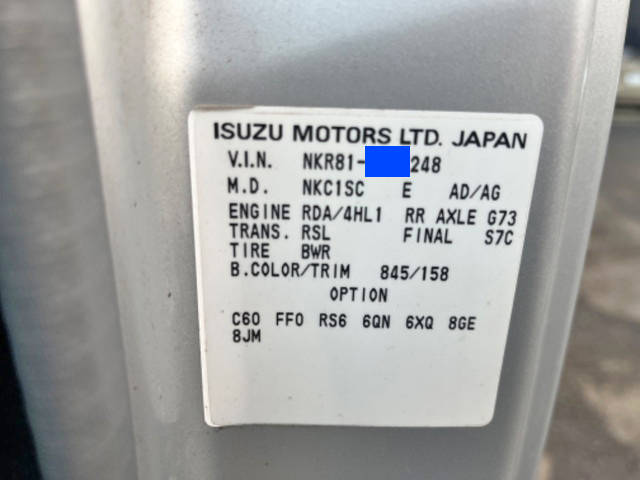 ISUZU MOTORS LTD. JAPAN
V.I.N. NKR81- 248
M.D. NKC1SC E AD/AG
ENGINE RDA/4HL1 RR AXLE G73
TRANS. RSL FINAL S7C
TIRE BWR
B.COLOR/TRIM 845/158
OPTION
C60 FF0 RS6 6QN 6XQ 8GE
8JM